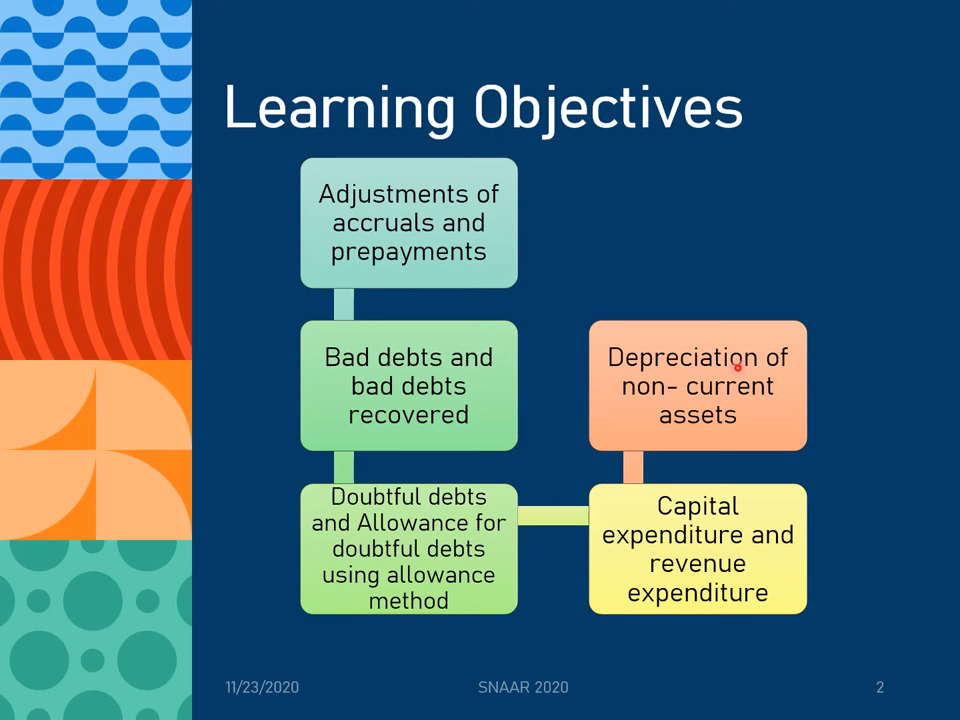 Learning Objectives
Adjustments of
accruals and
prepayments
Bad debts and
bad debts
recovered
Doubtful debts
and Allowance for
doubtful debts
using allowance
method
Capital
expenditure and
revenue
expenditure
Depreciation of
non- current
assets
11/23/2020
SNAAR 2020
2